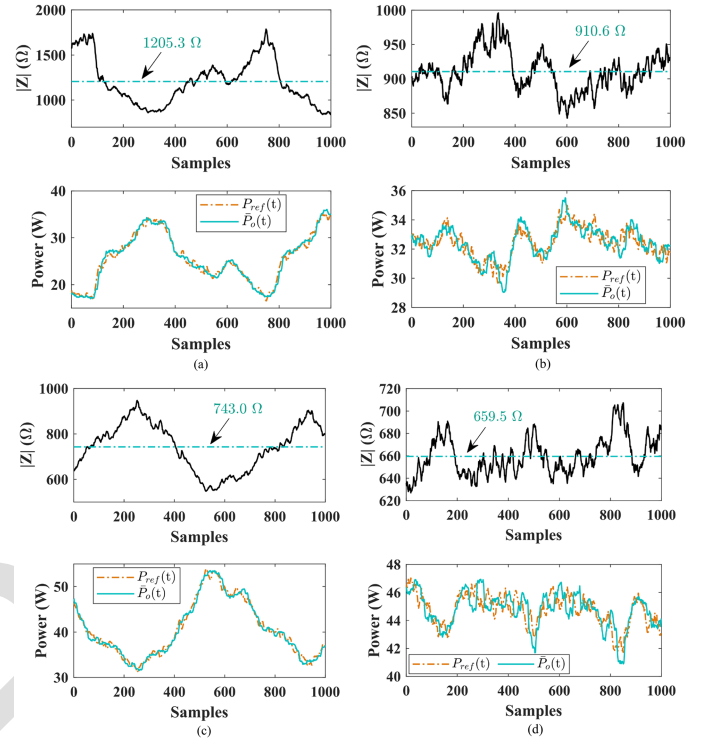 2000
1500
1000
|Z| (Ω)
1205.3 Ω
0 200 400 600 800 1000
Samples
1000
950
900
850
|Z| (Ω)
910.6 Ω
0 200 400 600 800 1000
Samples
40
30
20
Power (W)
P_ref(t)
P̄_o(t)
0 200 400 600 800 1000
Samples
(a)
36
34
32
30
28
Power (W)
P_ref(t)
P̄_o(t)
0 200 400 600 800 1000
Samples
(b)
1000
800
600
|Z| (Ω)
743.0 Ω
0 200 400 600 800 1000
Samples
720
700
680
660
640
620
|Z| (Ω)
659.5 Ω
0 200 400 600 800 1000
Samples
50
40
30
Power (W)
P_ref(t)
P̄_o(t)
0 200 400 600 800 1000
Samples
(c)
48
46
44
42
40
Power (W)
P_ref(t) P̄_o(t)
0 200 400 600 800 1000
Samples
(d)